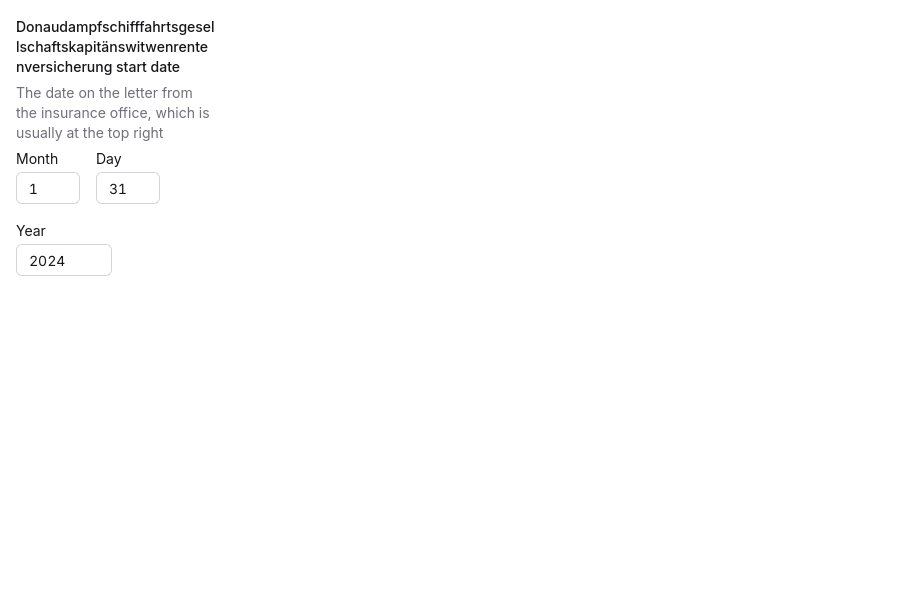 Donaudampfschifffahrtsgesel
lschaftskapitänswitwenrente
nversicherung start date
The date on the letter from
the insurance office, which is
usually at the top right
Month Day
1 31
Year
2024